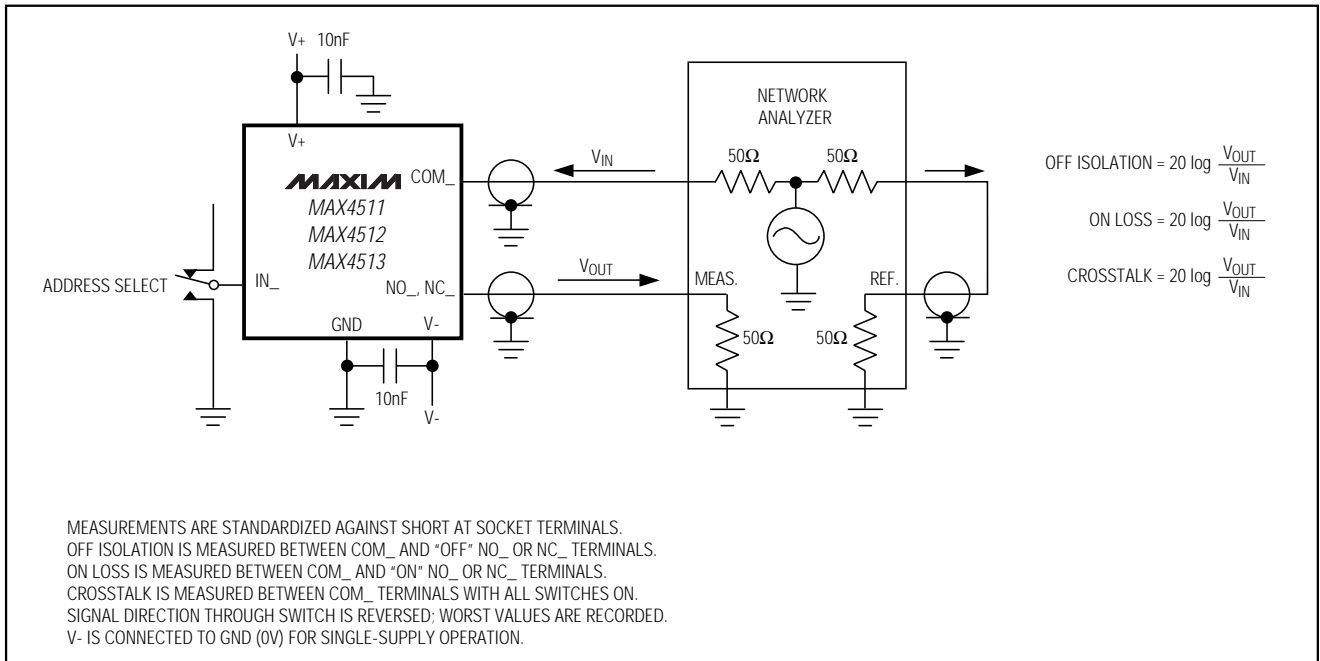 V+ 10nF
V+
MAXIM
MAX4511
MAX4512
MAX4513
COM_
NO_, NC_
IN_
GND
V-
ADDRESS SELECT
10nF
V-
VIN
VOUT
NETWORK
ANALYZER
50Ω 50Ω
MEAS. REF.
50Ω 50Ω
OFF ISOLATION = 20 log VOUT
VIN
ON LOSS = 20 log VOUT
VIN
CROSSTALK = 20 log VOUT
VIN
MEASUREMENTS ARE STANDARDIZED AGAINST SHORT AT SOCKET TERMINALS.
OFF ISOLATION IS MEASURED BETWEEN COM_ AND “OFF” NO_ OR NC_ TERMINALS.
ON LOSS IS MEASURED BETWEEN COM_ AND “ON” NO_ OR NC_ TERMINALS.
CROSSTALK IS MEASURED BETWEEN COM_ TERMINALS WITH ALL SWITCHES ON.
SIGNAL DIRECTION THROUGH SWITCH IS REVERSED; WORST VALUES ARE RECORDED.
V- IS CONNECTED TO GND (0V) FOR SINGLE-SUPPLY OPERATION.